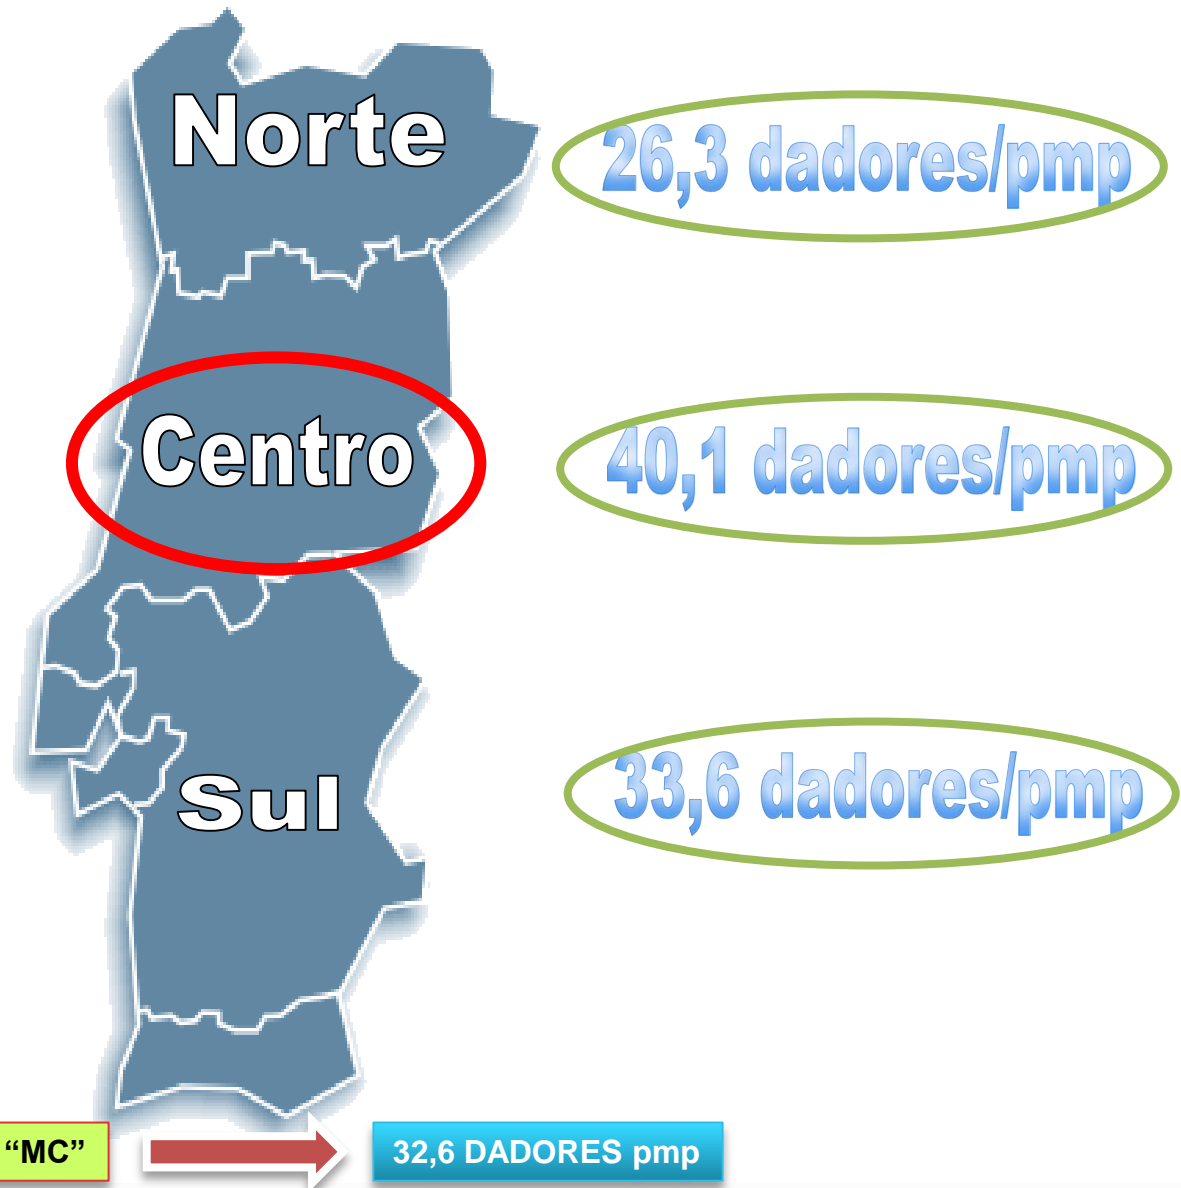 Norte
26,3 dadores/pmp
Centro
40,1 dadores/pmp
Sul
33,6 dadores/pmp
“MC”
32,6 DADORES pmp